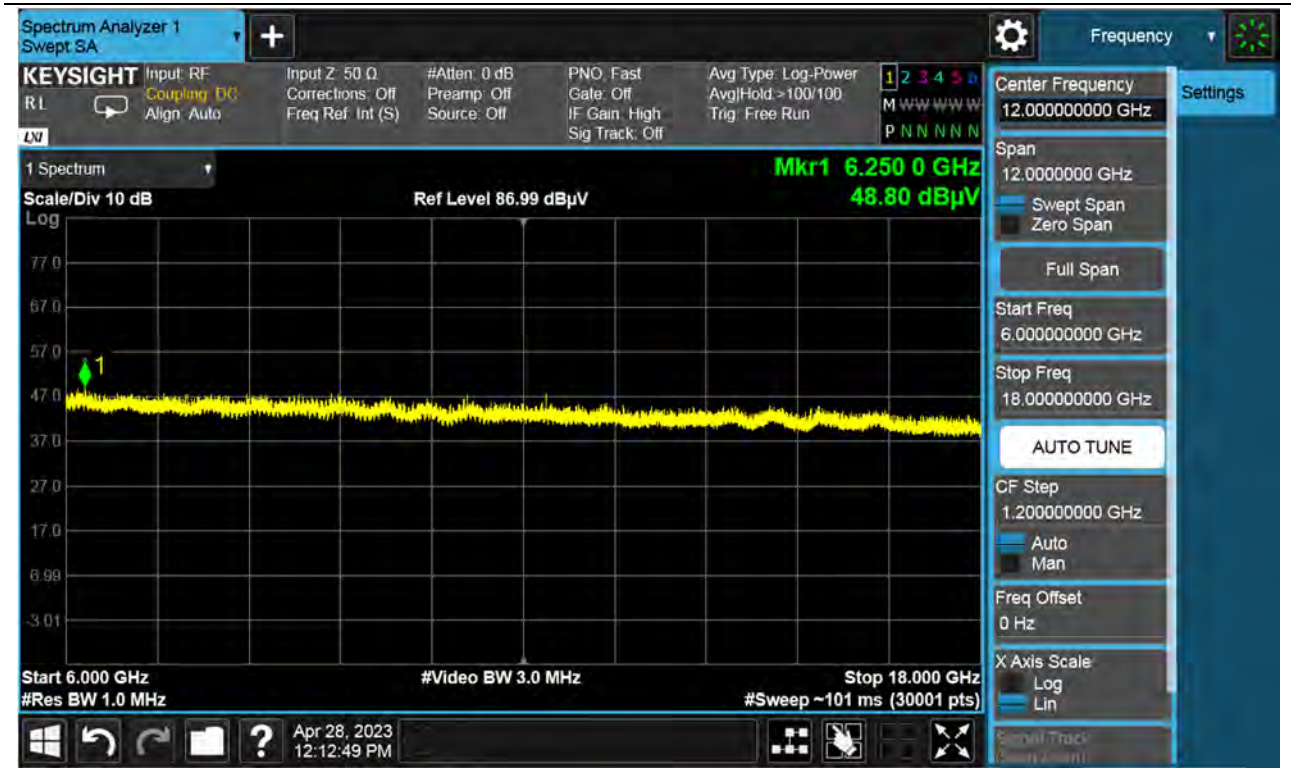 Spectrum Analyzer 1
Swept SA
+
Frequency
KEYSIGHT
RL
LXI
Input: RF
Coupling: DC
Align: Auto
Input Z: 50 Ω
Corrections: Off
Freq Ref: Int (S)
#Atten: 0 dB
Preamp: Off
Source: Off
PNO: Fast
Gate: Off
IF Gain: High
Sig Track: Off
Avg Type: Log-Power
Avg|Hold:>100/100
Trig: Free Run
1 2 3 4 5 6
M W W W W W W
P N N N N N
1 Spectrum
Mkr1 6.250 0 GHz
Scale/Div 10 dB
Ref Level 86.99 dBµV
48.80 dBµV
Log
77.0
67.0
57.0
1
47.0
37.0
27.0
17.0
6.99
-3.01
Start 6.000 GHz
#Video BW 3.0 MHz
Stop 18.000 GHz
#Res BW 1.0 MHz
#Sweep ~101 ms (30001 pts)
?
Apr 28, 2023
12:12:49 PM
Center Frequency
12.000000000 GHz
Settings
Span
12.0000000 GHz
Swept Span
Zero Span
Full Span
Start Freq
6.000000000 GHz
Stop Freq
18.000000000 GHz
AUTO TUNE
CF Step
1.200000000 GHz
Auto
Man
Freq Offset
0 Hz
X Axis Scale
Log
Lin
Signal Track
(Span Zoom)